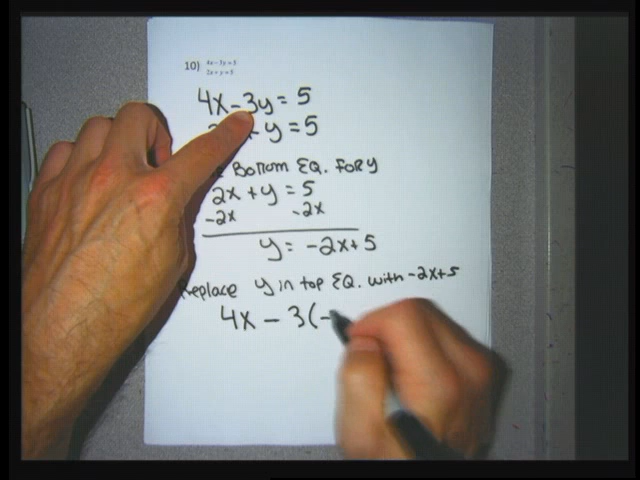 10) 4x − 3y = 5
2x + y = 5
4x - 3y = 5
y = 5
Bottom EQ. For y
2x + y = 5
-2x -2x
y = -2x+5
Replace y in top EQ. with -2x+5
4x - 3(-